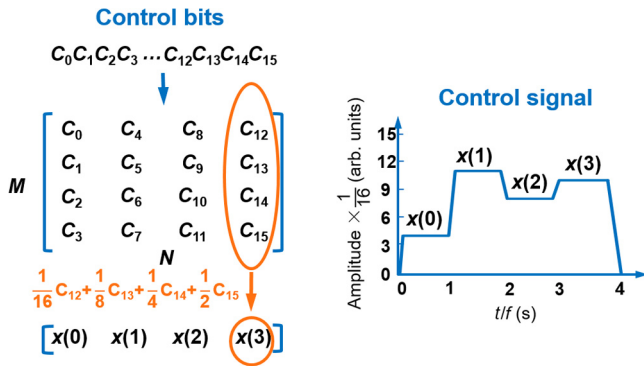 Control bits
C₀C₁C₂C₃ ... C₁₂C₁₃C₁₄C₁₅
C₀ C₄ C₈ C₁₂
C₁ C₅ C₉ C₁₃
M
C₂ C₆ C₁₀ C₁₄
C₃ C₇ C₁₁ C₁₅
N
1/16 C₁₂+ 1/8 C₁₃+ 1/4 C₁₄+ 1/2 C₁₅
x(0) x(1) x(2) x(3)
Control signal
Amplitude × 1/16 (arb. units)
15
12
9
6
3
0
x(0)
x(1)
x(2)
x(3)
0 1 2 3 4
t/f (s)